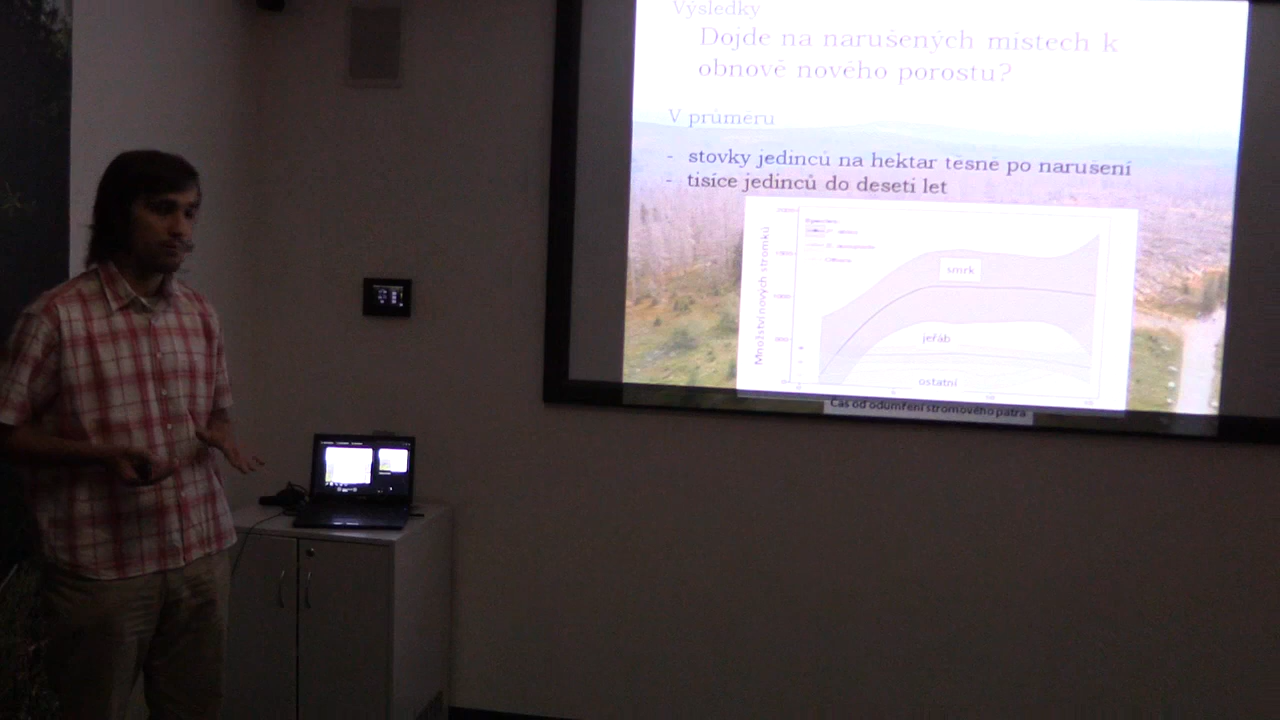 Výsledky
Dojde na narušených místech k
obnově nového porostu?
V průměru
- stovky jedinců na hektar těsně po narušení
- tisíce jedinců do deseti let
Množství nových stromků
smrk
jeřáb
ostatní
Čas od odumření stromového patra